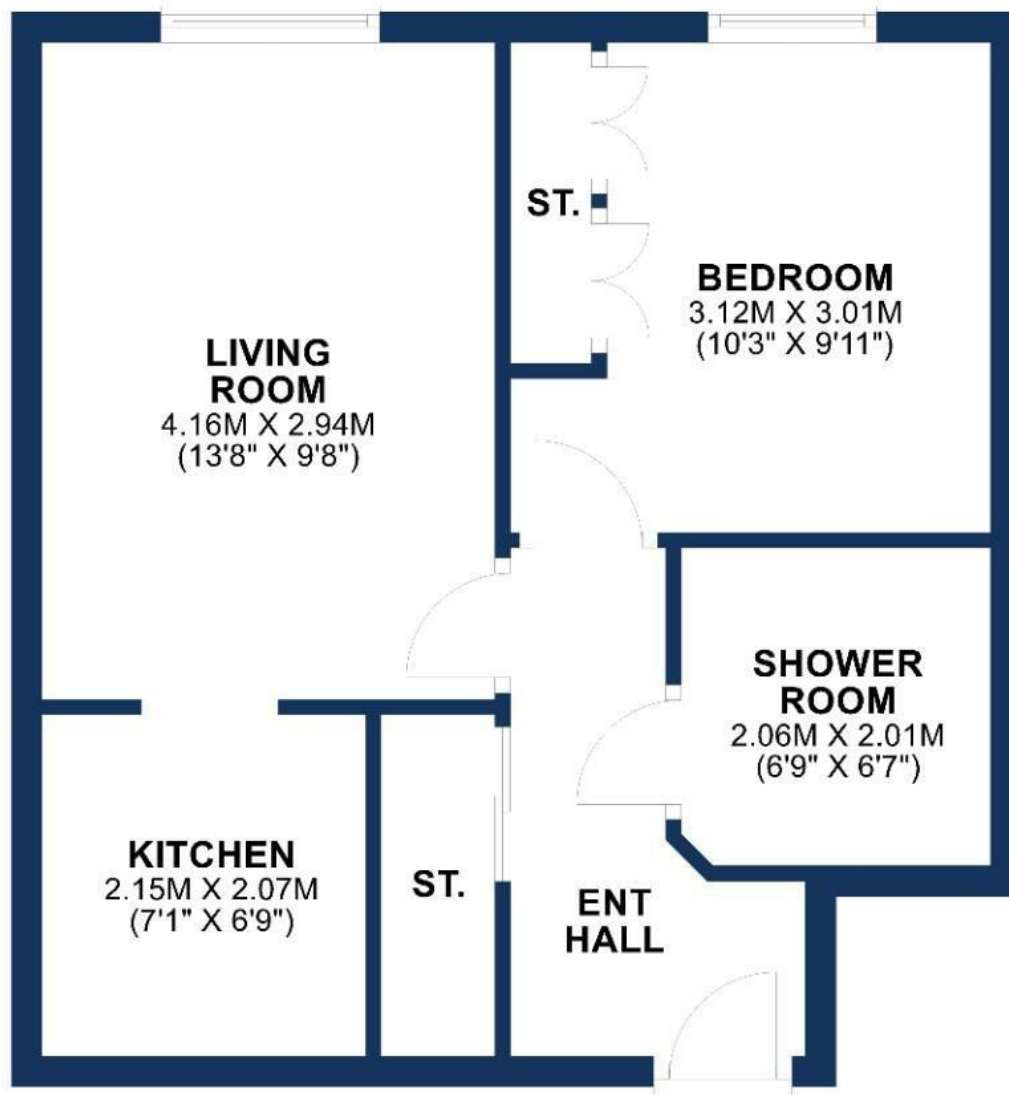 ST.
BEDROOM
3.12M X 3.01M
(10'3" X 9'11")
LIVING
ROOM
4.16M X 2.94M
(13'8" X 9'8")
SHOWER
ROOM
2.06M X 2.01M
(6'9" X 6'7")
KITCHEN
2.15M X 2.07M
(7'1" X 6'9")
ST.
ENT
HALL